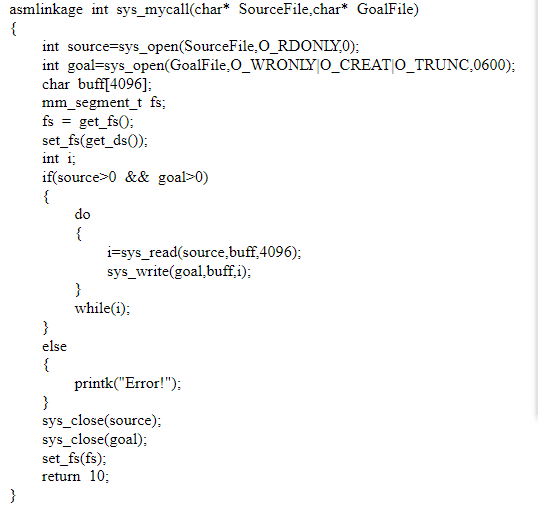 asmlinkage int sys_mycall(char* SourceFile,char* GoalFile)
{
int source=sys_open(SourceFile,O_RDONLY,0);
int goal=sys_open(GoalFile,O_WRONLY|O_CREAT|O_TRUNC,0600);
char buff[4096];
mm_segment_t fs;
fs = get_fs();
set_fs(get_ds());
int i;
if(source>0 && goal>0)
{
do
{
i=sys_read(source,buff,4096);
sys_write(goal,buff,i);
}
while(i);
}
else
{
printk("Error!");
}
sys_close(source);
sys_close(goal);
set_fs(fs);
return 10;
}